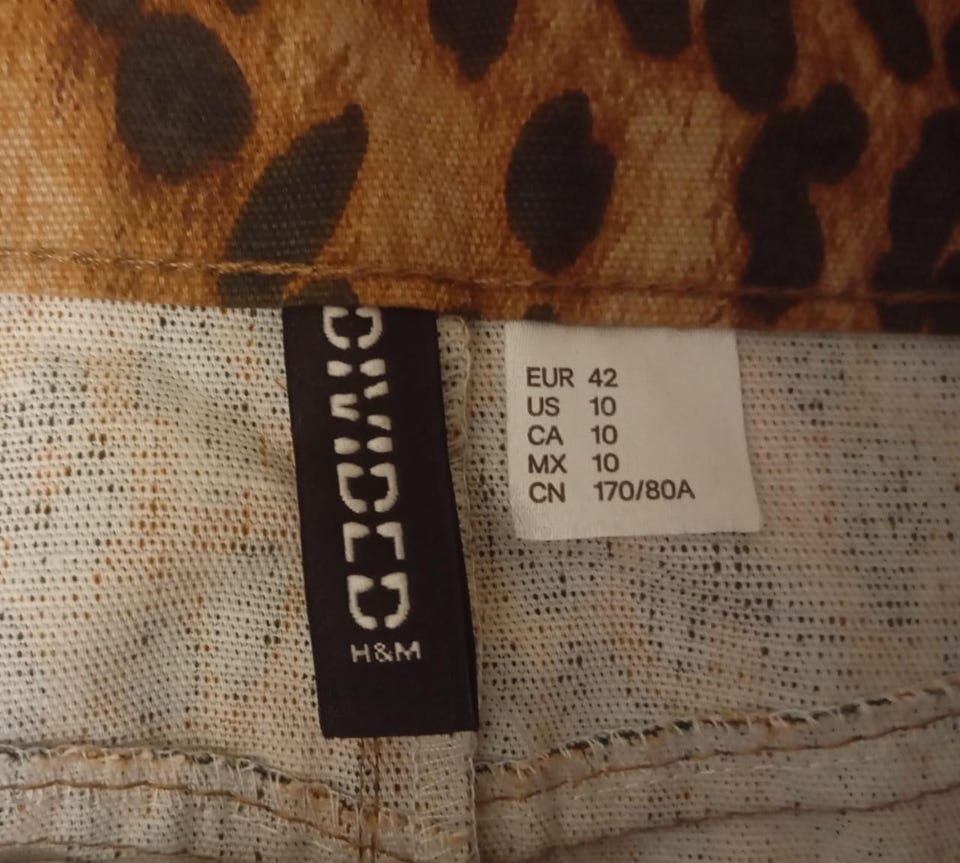 DIVIDED
H&M
EUR 42
US 10
CA 10
MX 10
CN 170/80A